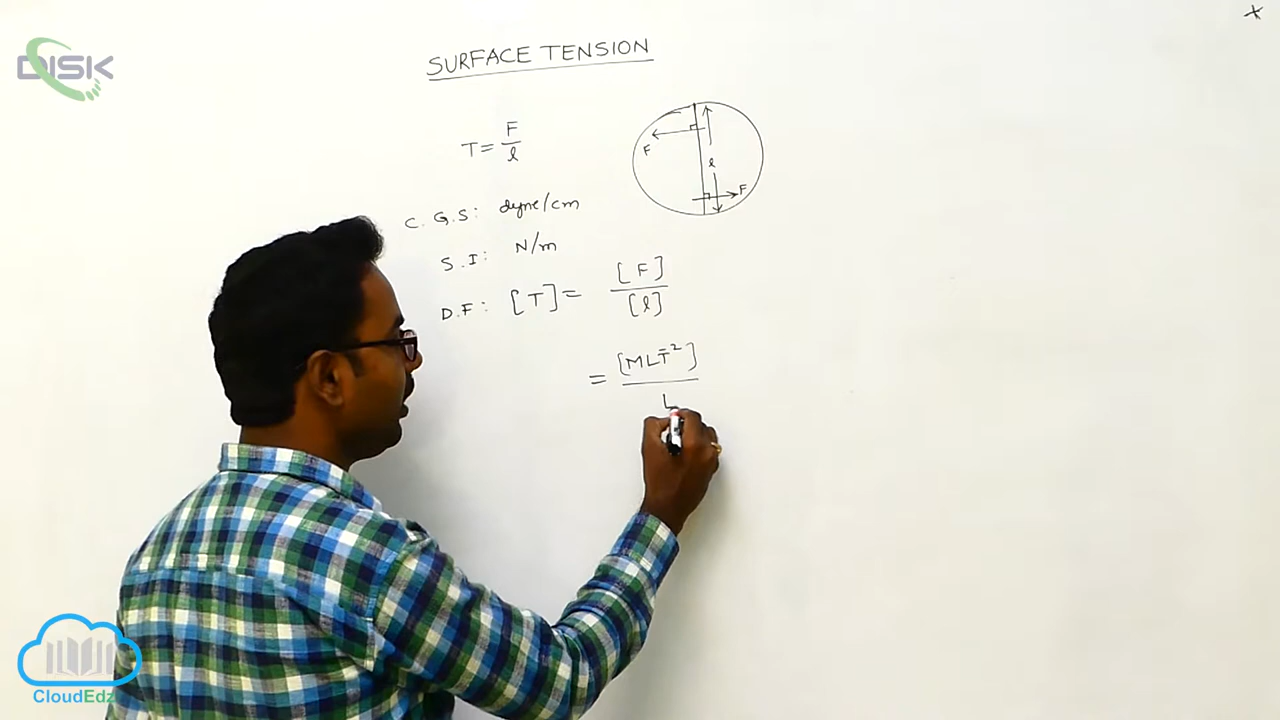 DISK
SURFACE TENSION
T = F/l
F
l
F
C.G.S: dyne/cm
S.I: N/m
D.F: [T] = [F]/[l]
= [MLT⁻²]/L
CloudEdz